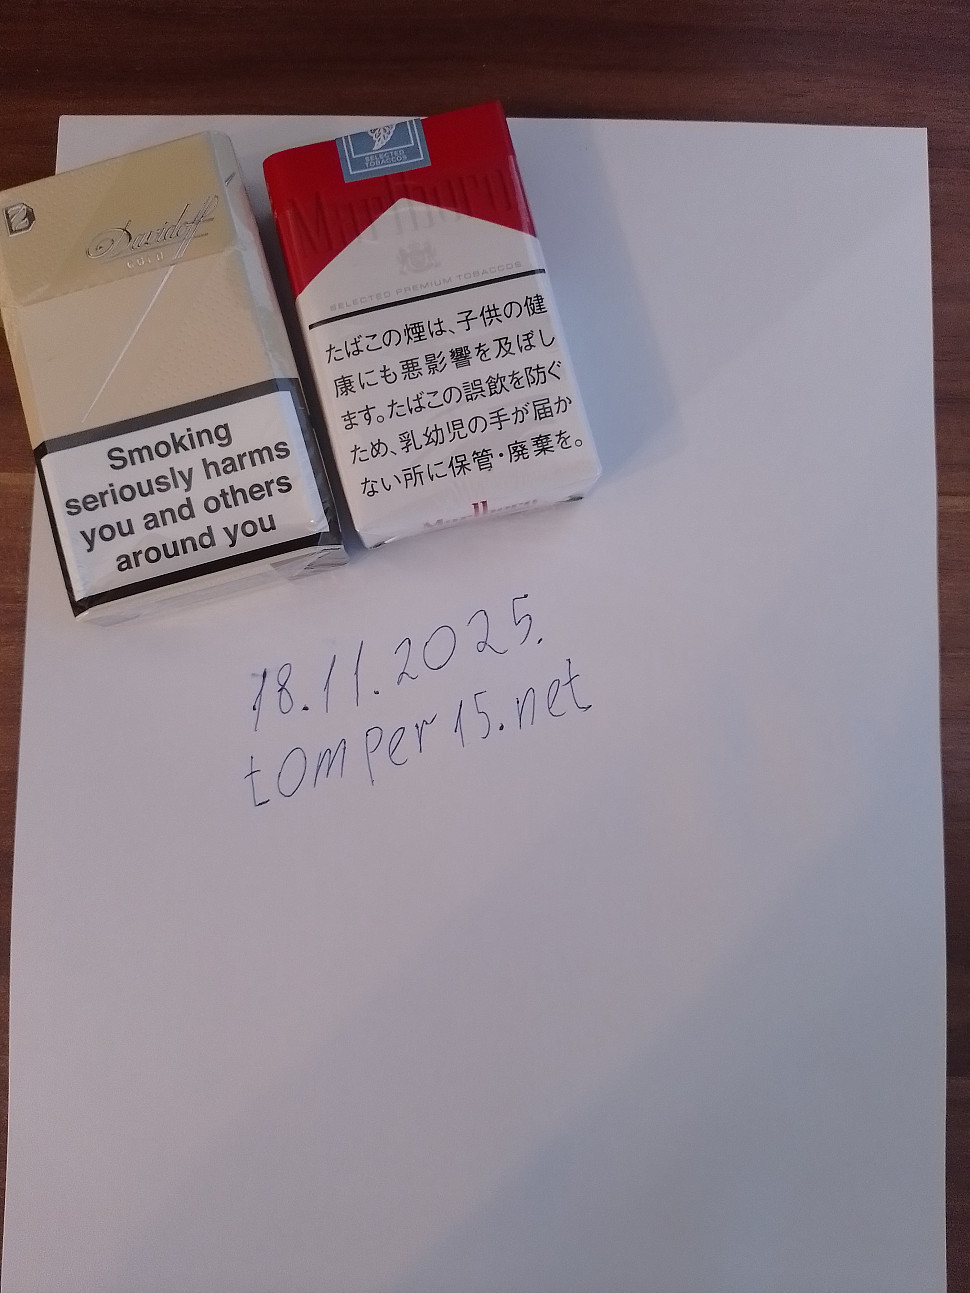 Davidoff
GOLD
Smoking
seriously harms
you and others
around you
SELECTED
TOBACCOS
Marlboro
SELECTED PREMIUM TOBACCOS
たばこの煙は、子供の健
康にも悪影響を及ぼし
ます。たばこの誤飲を防ぐ
ため、乳幼児の手が届か
ない所に保管・廃棄を。
Marlboro
18.11.2025.
tomper15.net